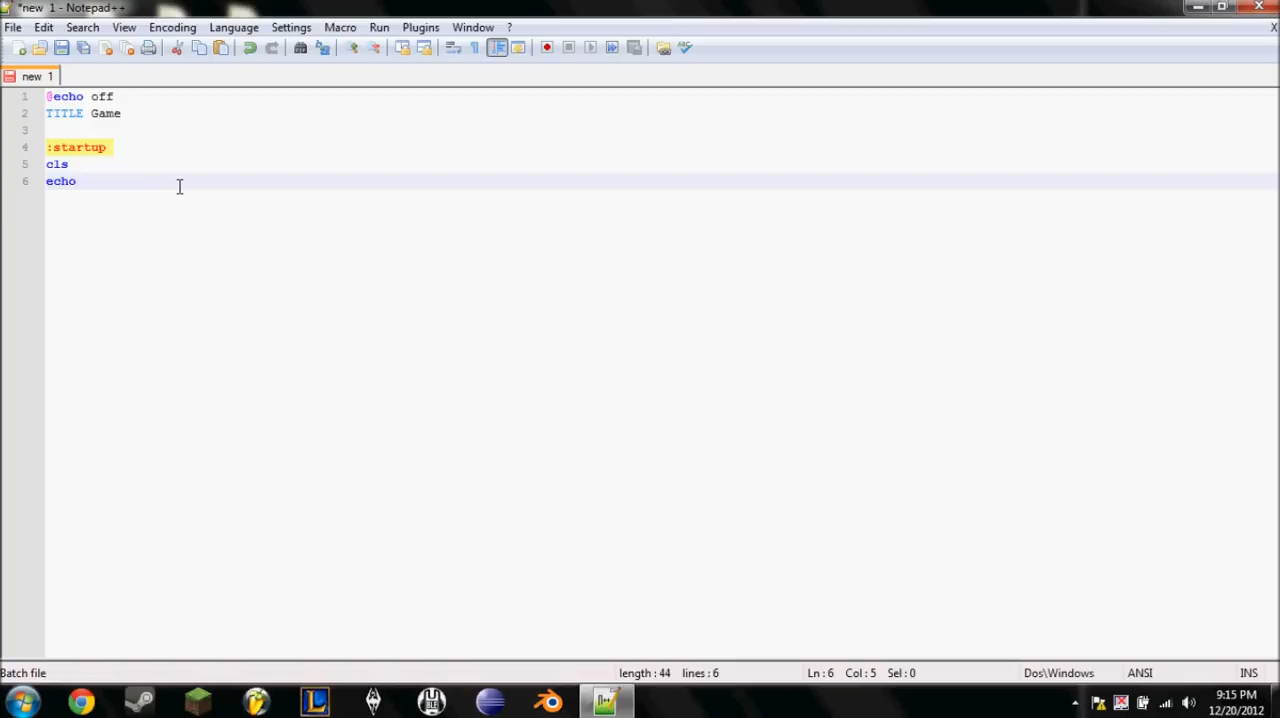 *new 1 - Notepad++
File Edit Search View Encoding Language Settings Macro Run Plugins Window ? X
new 1
1 @echo off
2 TITLE Game
3
4 :startup
5 cls
6 echo
Batch file length : 44 lines : 6 Ln : 6 Col : 5 Sel : 0 Dos\Windows ANSI INS
9:15 PM
12/20/2012